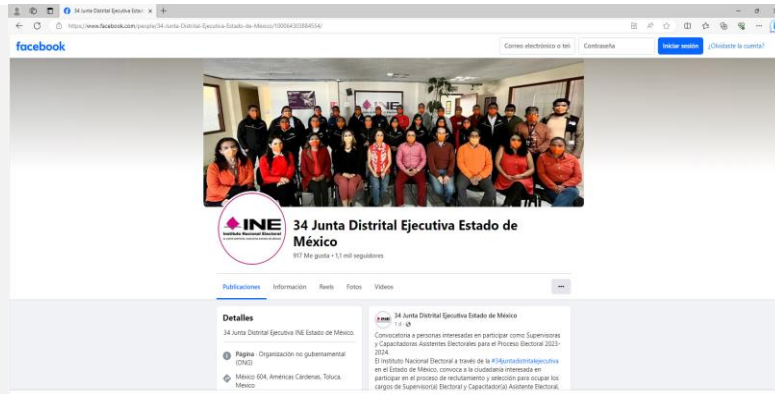 34 Junta Distrital Ejecutiva Estad
https://www.facebook.com/people/34-Junta-Distrital-Ejecutiva-Estado-de-México/100064303884554/
facebook
Correo electrónico o tel
Contraseña
Iniciar sesión
¿Olvidaste la cuenta?
INE
INE
Instituto Nacional Electoral
34 Junta Distrital Ejecutiva Estado de
México
917 Me gusta • 1,1 mil seguidores
Publicaciones
Información
Reels
Fotos
Videos
Detalles
34 Junta Distrital Ejecutiva INE Estado de México.
Página · Organización no gubernamental
(ONG)
México 604, Américas Cárdenas, Toluca,
Mexico
34 Junta Distrital Ejecutiva Estado de México
1 d
Convocatoria a personas interesadas en participar como Supervisoras
y Capacitadoras Asistentes Electorales para el Proceso Electoral 2023-
2024.
El Instituto Nacional Electoral a través de la #34juntadistritalejecutiva
en el Estado de México, convoca a la ciudadanía interesada en
participar en el proceso de reclutamiento y selección para ocupar los
cargos de Supervisor(a) Electoral y Capacitador(a) Asistente Electoral,